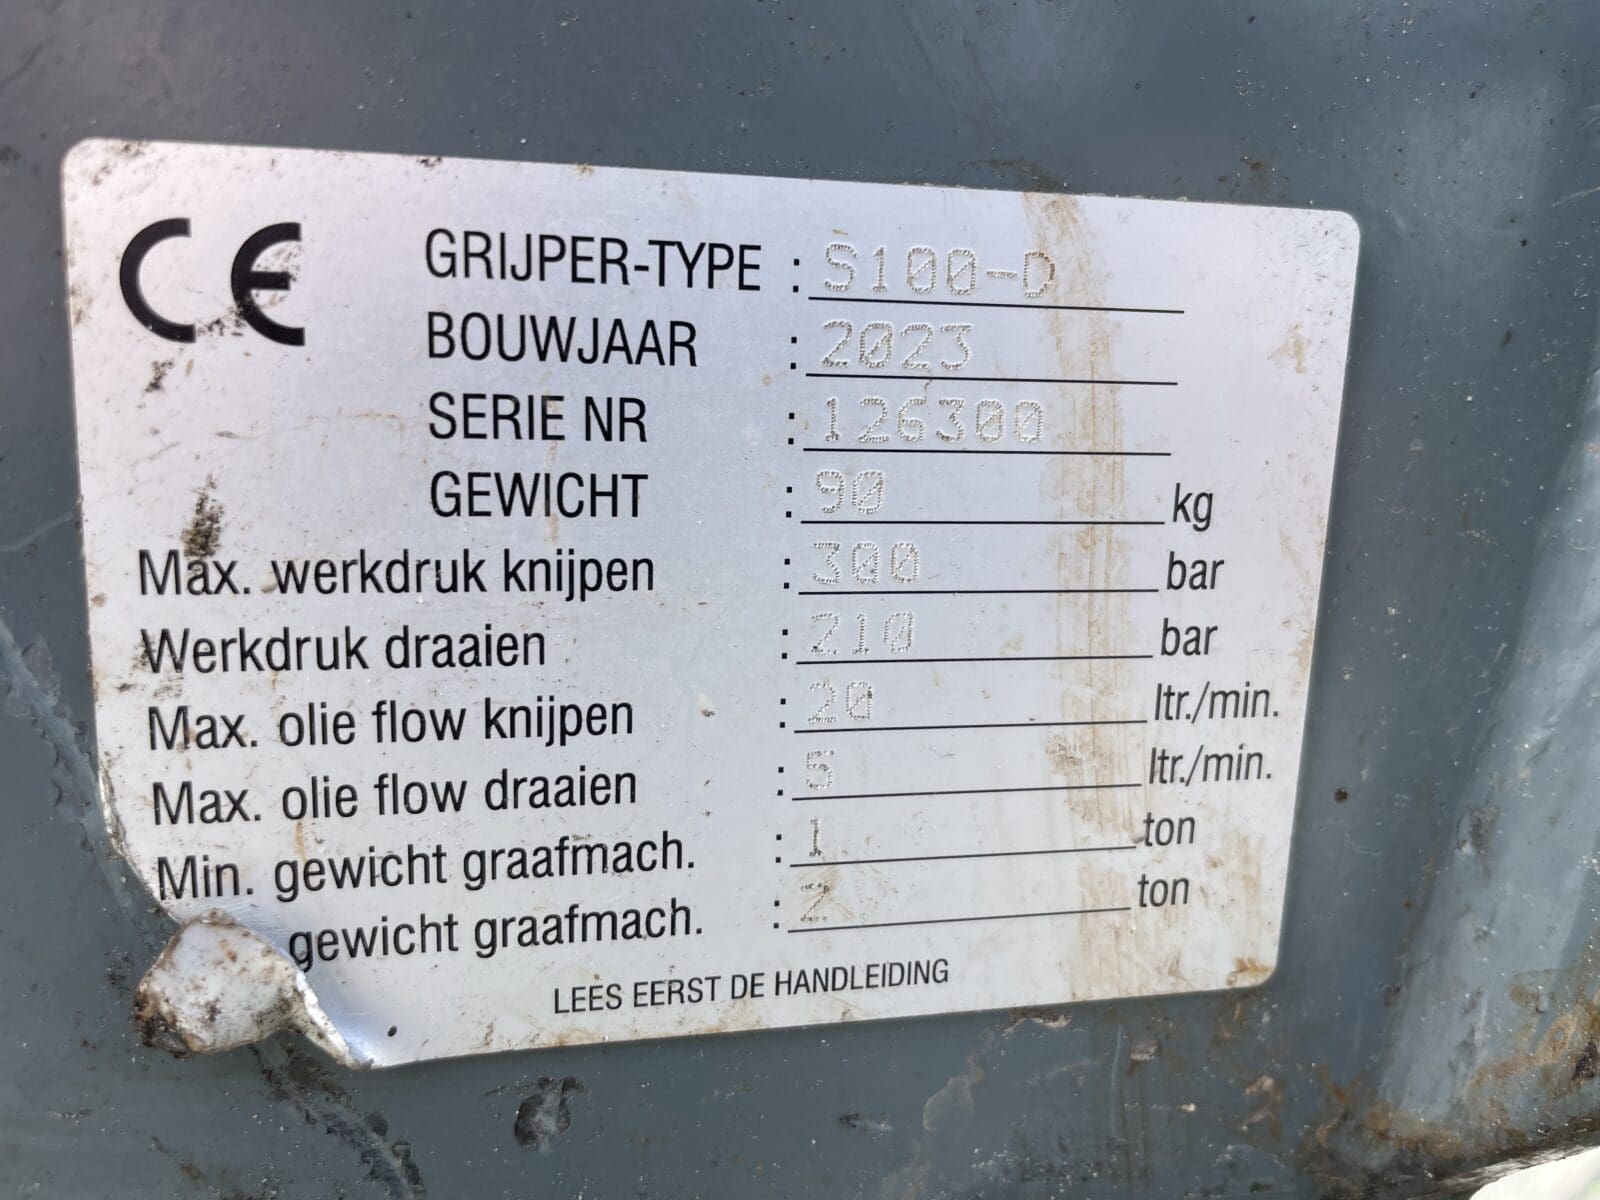 CE
GRIJPER-TYPE : S100-D
BOUWJAAR : 2023
SERIE NR : 126300
GEWICHT : 90 kg
Max. werkdruk knijpen : 300 bar
Werkdruk draaien : 210 bar
Max. olie flow knijpen : 20 ltr./min.
Max. olie flow draaien : 5 ltr./min.
Min. gewicht graafmach. : 1 ton
gewicht graafmach. : 2 ton
LEES EERST DE HANDLEIDING